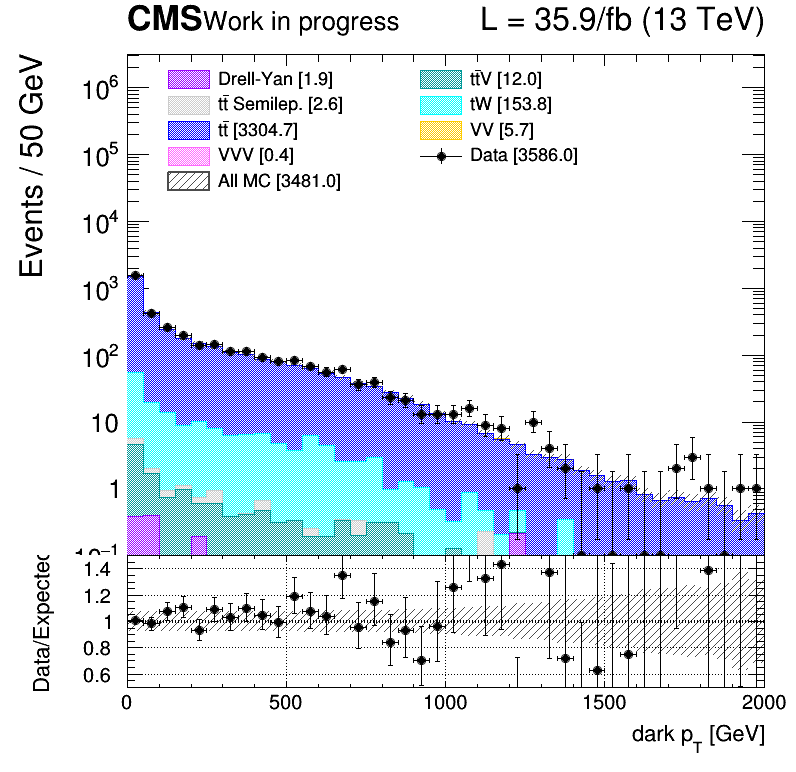 CMS Work in progress L = 35.9/fb (13 TeV)
Events / 50 GeV
Drell-Yan [1.9]
tt̄ Semilep. [2.6]
tt̄ [3304.7]
VVV [0.4]
All MC [3481.0]
tt̄V [12.0]
tW [153.8]
VV [5.7]
Data [3586.0]
10⁶
10⁵
10⁴
10³
10²
10
1
10⁻¹
Data/Expected
1.4
1.2
1
0.8
0.6
0 500 1000 1500 2000
dark p_T [GeV]